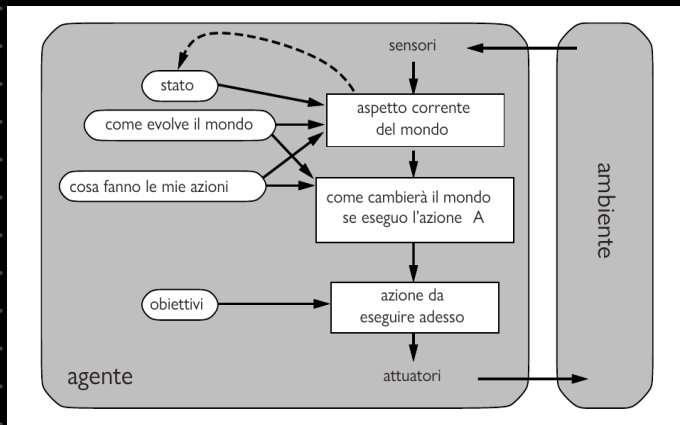 sensori
stato
aspetto corrente
del mondo
come evolve il mondo
cosa fanno le mie azioni
come cambierà il mondo
se eseguo l'azione A
ambiente
obiettivi
azione da
eseguire adesso
agente
attuatori